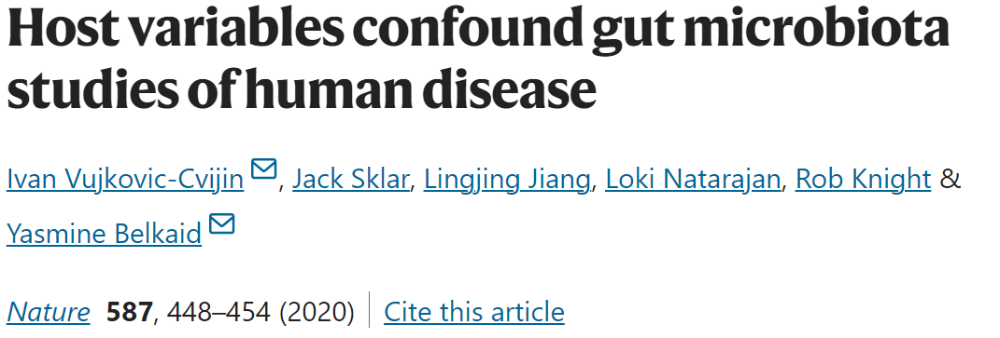 Host variables confound gut microbiota
studies of human disease
Ivan Vujkovic-Cvijin, Jack Sklar, Lingjing Jiang, Loki Natarajan, Rob Knight &
Yasmine Belkaid
Nature 587, 448–454 (2020) Cite this article